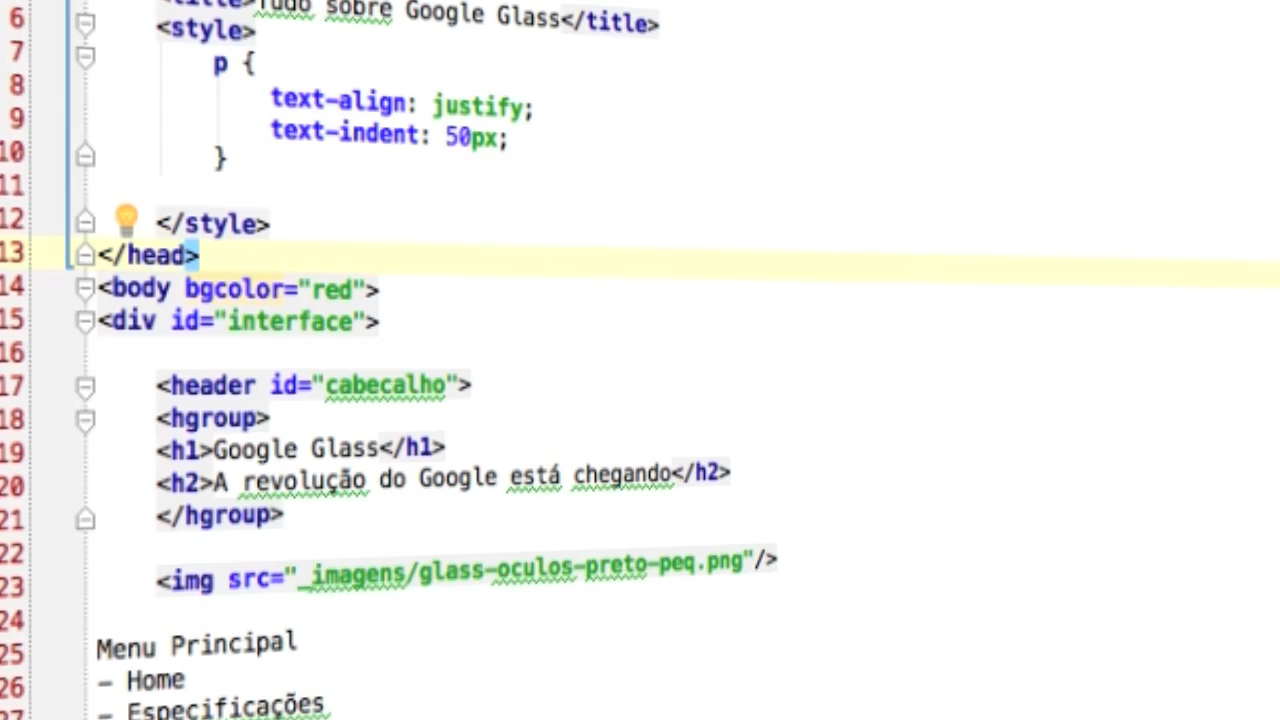 6 <title>Tudo sobre Google Glass</title>
7 <style>
8 p {
9 text-align: justify;
10 text-indent: 50px;
11 }
12 </style>
13 </head>
14 <body bgcolor="red">
15 <div id="interface">
16
17 <header id="cabecalho">
18 <hgroup>
19 <h1>Google Glass</h1>
20 <h2>A revolução do Google está chegando</h2>
21 </hgroup>
22
23 <img src="_imagens/glass-oculos-preto-peq.png"/>
24
25 Menu Principal
26 - Home
27 - Especificações